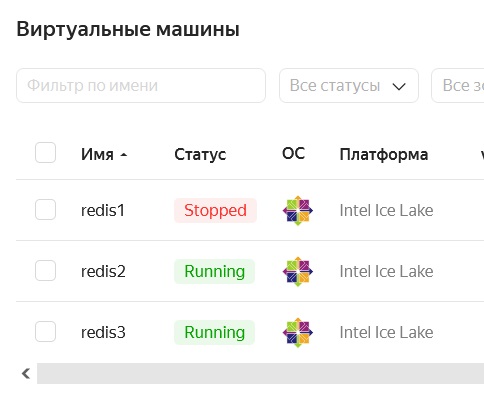 Виртуальные машины
Фильтр по имени Все статусы Все
Имя Статус ОС Платформа
redis1 Stopped Intel Ice Lake
redis2 Running Intel Ice Lake
redis3 Running Intel Ice Lake